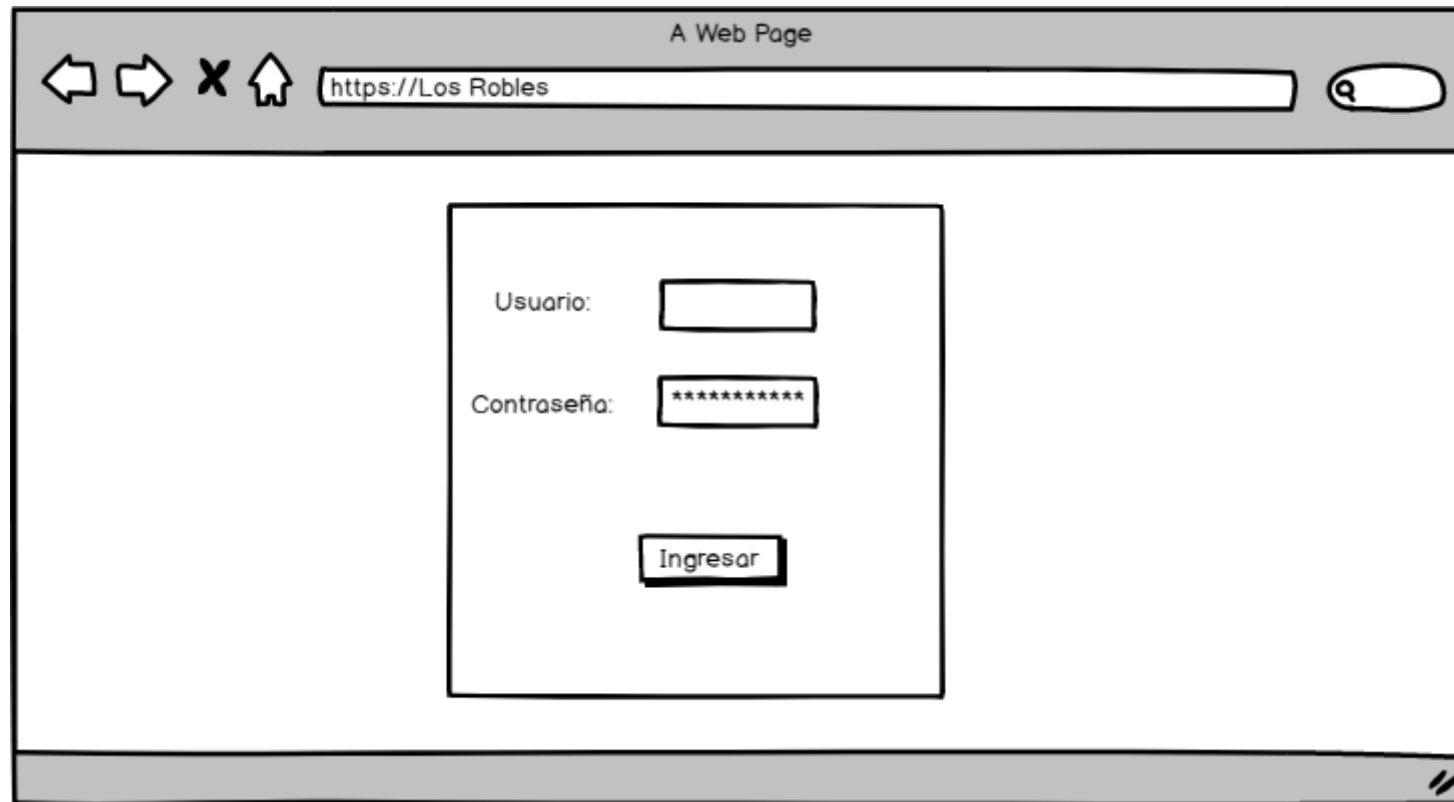 A Web Page
https://Los Robles
Usuario:
Contraseña:
***********
Ingresar